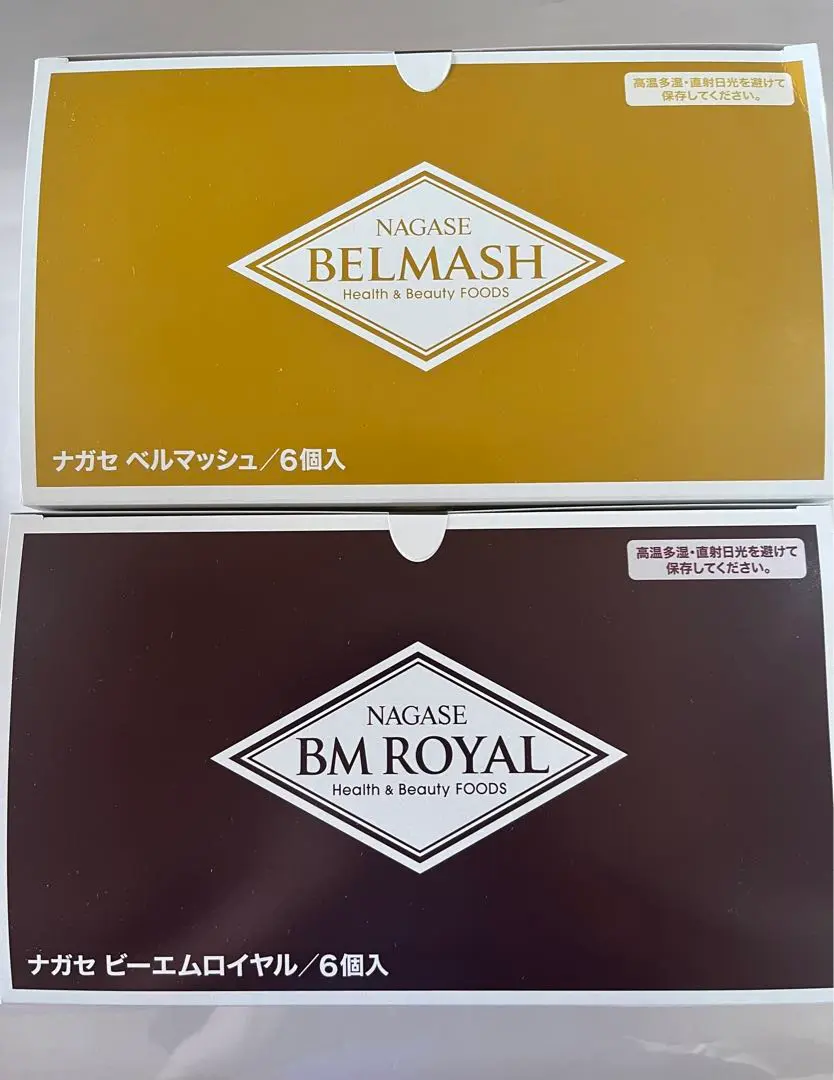 高温多湿・直射日光を避けて
保存してください。
NAGASE
BELMASH
Health & Beauty FOODS
ナガセ ベルマッシュ／6個入
高温多湿・直射日光を避けて
保存してください。
NAGASE
BM ROYAL
Health & Beauty FOODS
ナガセ ビーエムロイヤル／6個入